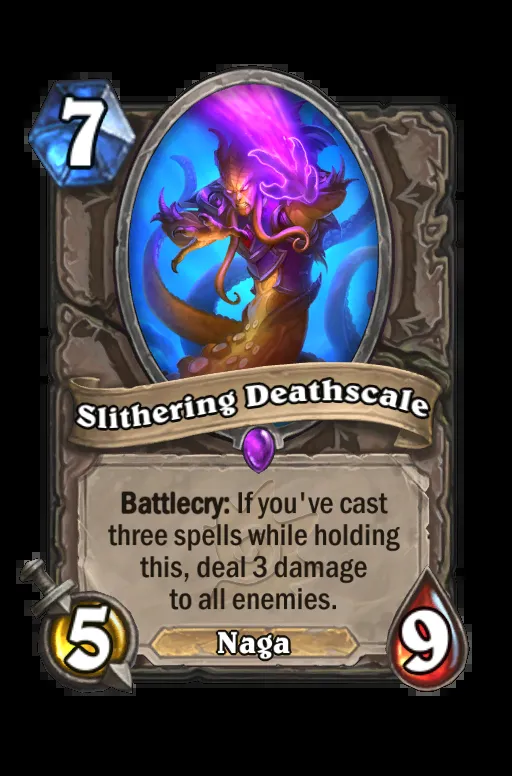 7
Slithering Deathscale
Battlecry: If you've cast
three spells while holding
this, deal 3 damage
to all enemies.
5
Naga
9